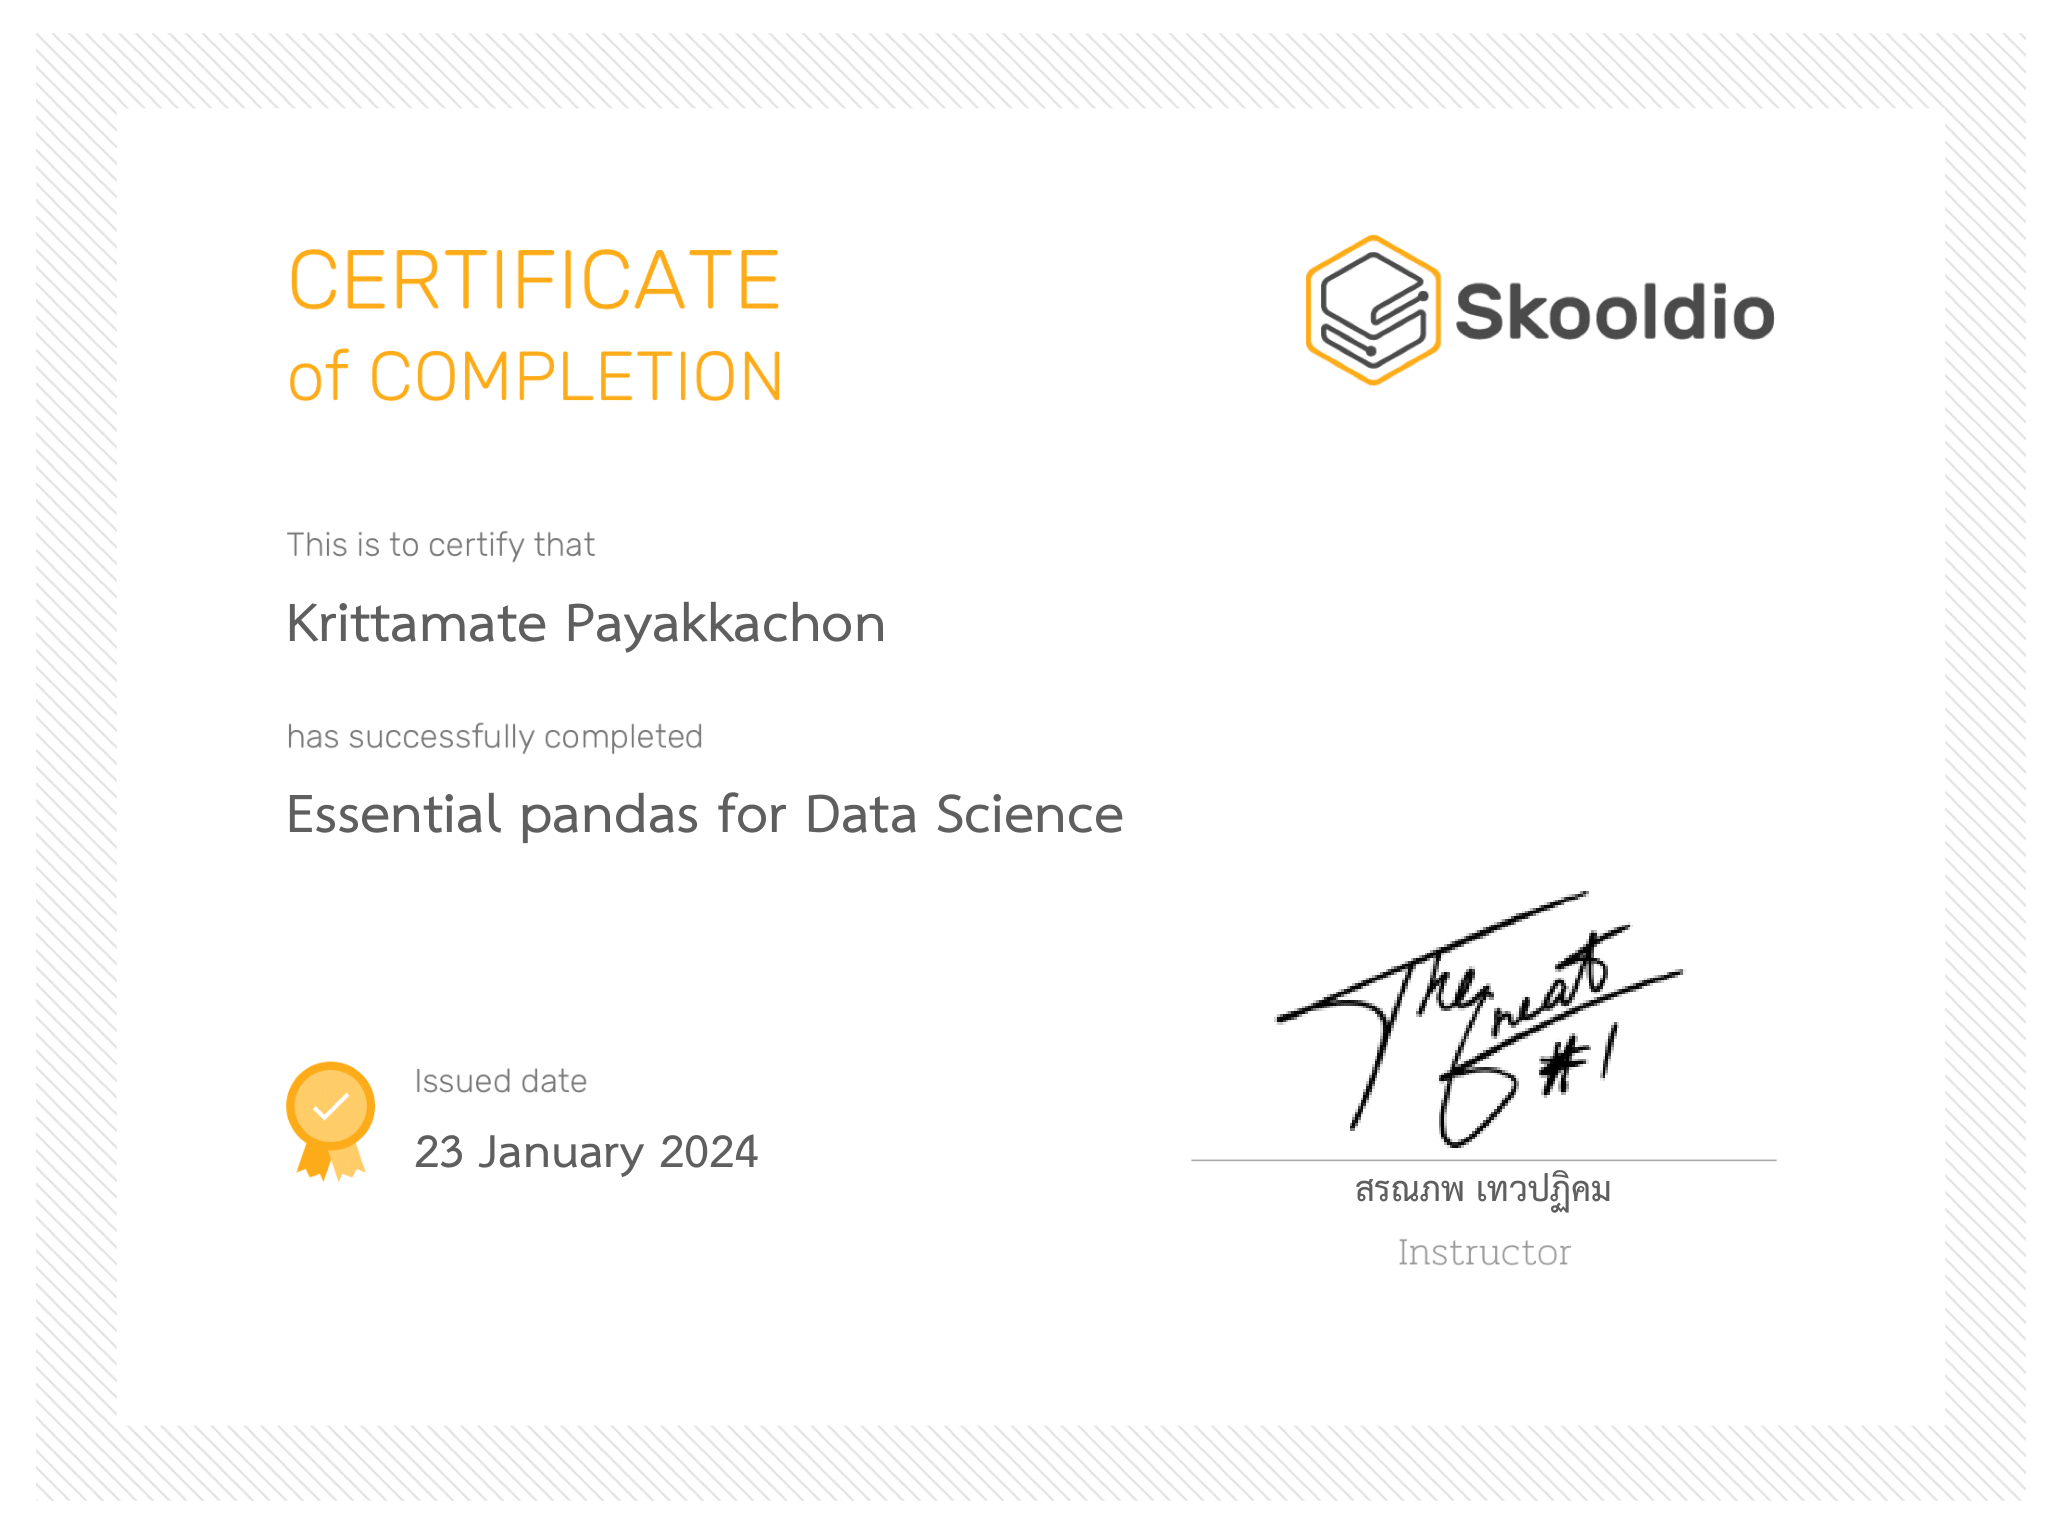 CERTIFICATE
of COMPLETION
Skooldio
This is to certify that
Krittamate Payakkachon
has successfully completed
Essential pandas for Data Science
The Great
#1
Issued date
23 January 2024
สรณภพ เทวปฏิคม
Instructor